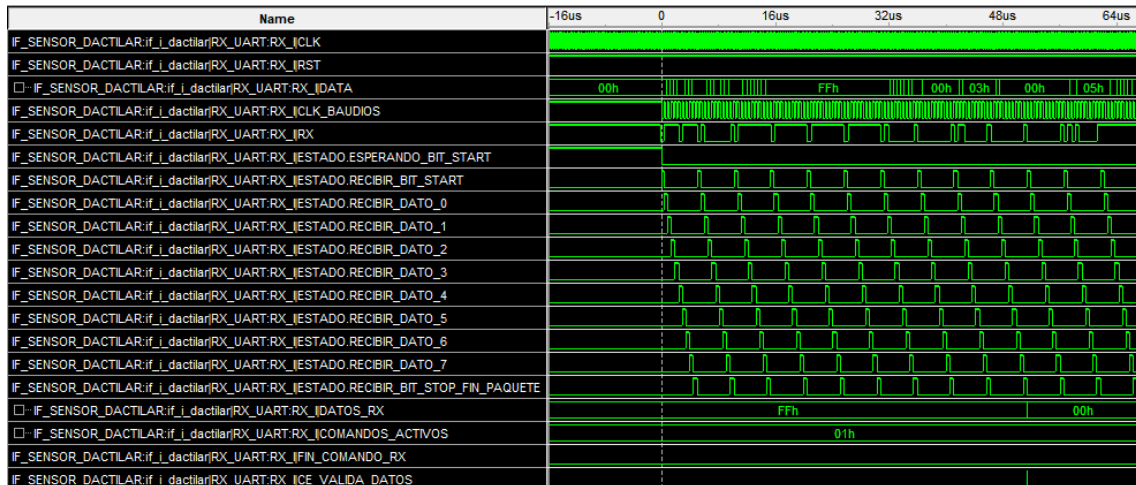 Name -16us 0 16us 32us 48us 64us
IF_SENSOR_DACTILAR:if_i_dactilar|RX_UART:RX_I|CLK
IF_SENSOR_DACTILAR:if_i_dactilar|RX_UART:RX_I|RST
IF_SENSOR_DACTILAR:if_i_dactilar|RX_UART:RX_I|DATA 00h FFh 00h 03h 00h 05h
IF_SENSOR_DACTILAR:if_i_dactilar|RX_UART:RX_I|CLK_BAUDIOS
IF_SENSOR_DACTILAR:if_i_dactilar|RX_UART:RX_I|RX
IF_SENSOR_DACTILAR:if_i_dactilar|RX_UART:RX_I|ESTADO.ESPERANDO_BIT_START
IF_SENSOR_DACTILAR:if_i_dactilar|RX_UART:RX_I|ESTADO.RECIBIR_BIT_START
IF_SENSOR_DACTILAR:if_i_dactilar|RX_UART:RX_I|ESTADO.RECIBIR_DATO_0
IF_SENSOR_DACTILAR:if_i_dactilar|RX_UART:RX_I|ESTADO.RECIBIR_DATO_1
IF_SENSOR_DACTILAR:if_i_dactilar|RX_UART:RX_I|ESTADO.RECIBIR_DATO_2
IF_SENSOR_DACTILAR:if_i_dactilar|RX_UART:RX_I|ESTADO.RECIBIR_DATO_3
IF_SENSOR_DACTILAR:if_i_dactilar|RX_UART:RX_I|ESTADO.RECIBIR_DATO_4
IF_SENSOR_DACTILAR:if_i_dactilar|RX_UART:RX_I|ESTADO.RECIBIR_DATO_5
IF_SENSOR_DACTILAR:if_i_dactilar|RX_UART:RX_I|ESTADO.RECIBIR_DATO_6
IF_SENSOR_DACTILAR:if_i_dactilar|RX_UART:RX_I|ESTADO.RECIBIR_DATO_7
IF_SENSOR_DACTILAR:if_i_dactilar|RX_UART:RX_I|ESTADO.RECIBIR_BIT_STOP_FIN_PAQUETE
IF_SENSOR_DACTILAR:if_i_dactilar|RX_UART:RX_I|DATOS_RX FFh 00h
IF_SENSOR_DACTILAR:if_i_dactilar|RX_UART:RX_I|COMANDOS_ACTIVOS 01h
IF_SENSOR_DACTILAR:if_i_dactilar|RX_UART:RX_I|FIN_COMANDO_RX
IF_SENSOR_DACTILAR:if_i_dactilar|RX_UART:RX_I|CE_VALIDA_DATOS